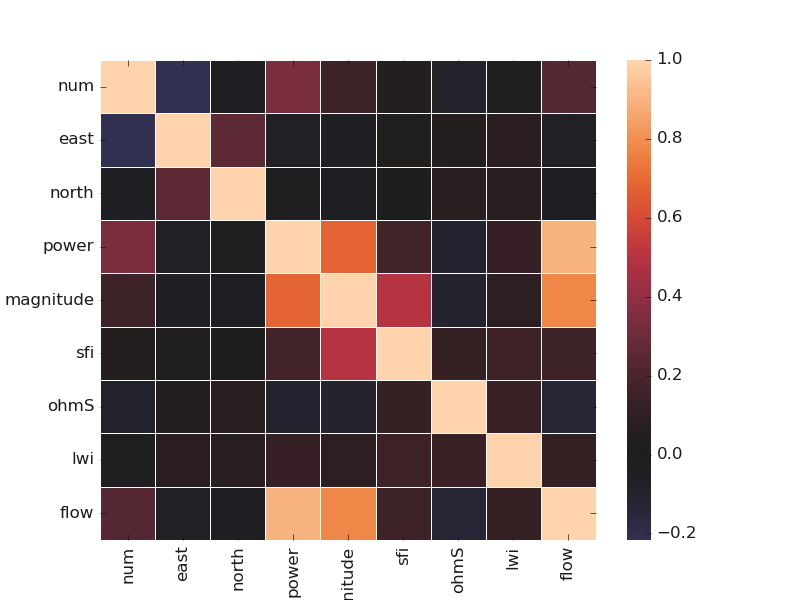 num
east
north
power
magnitude
sfi
ohmS
lwi
flow
num
east
north
power
nitude
sfi
ohmS
lwi
flow
1.0
0.8
0.6
0.4
0.2
0.0
−0.2